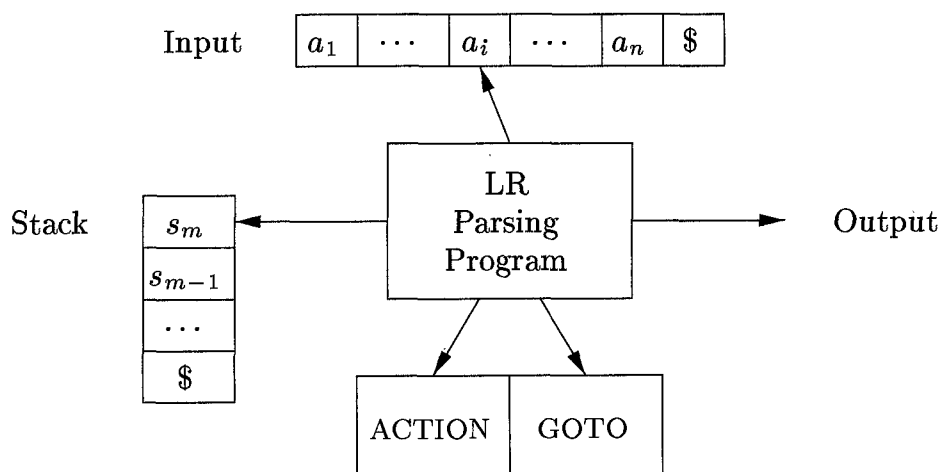 Input a₁ ⋯ aᵢ ⋯ aₙ $
LR
Parsing
Program
Stack
sₘ
sₘ₋₁
⋯
$
Output
ACTION GOTO